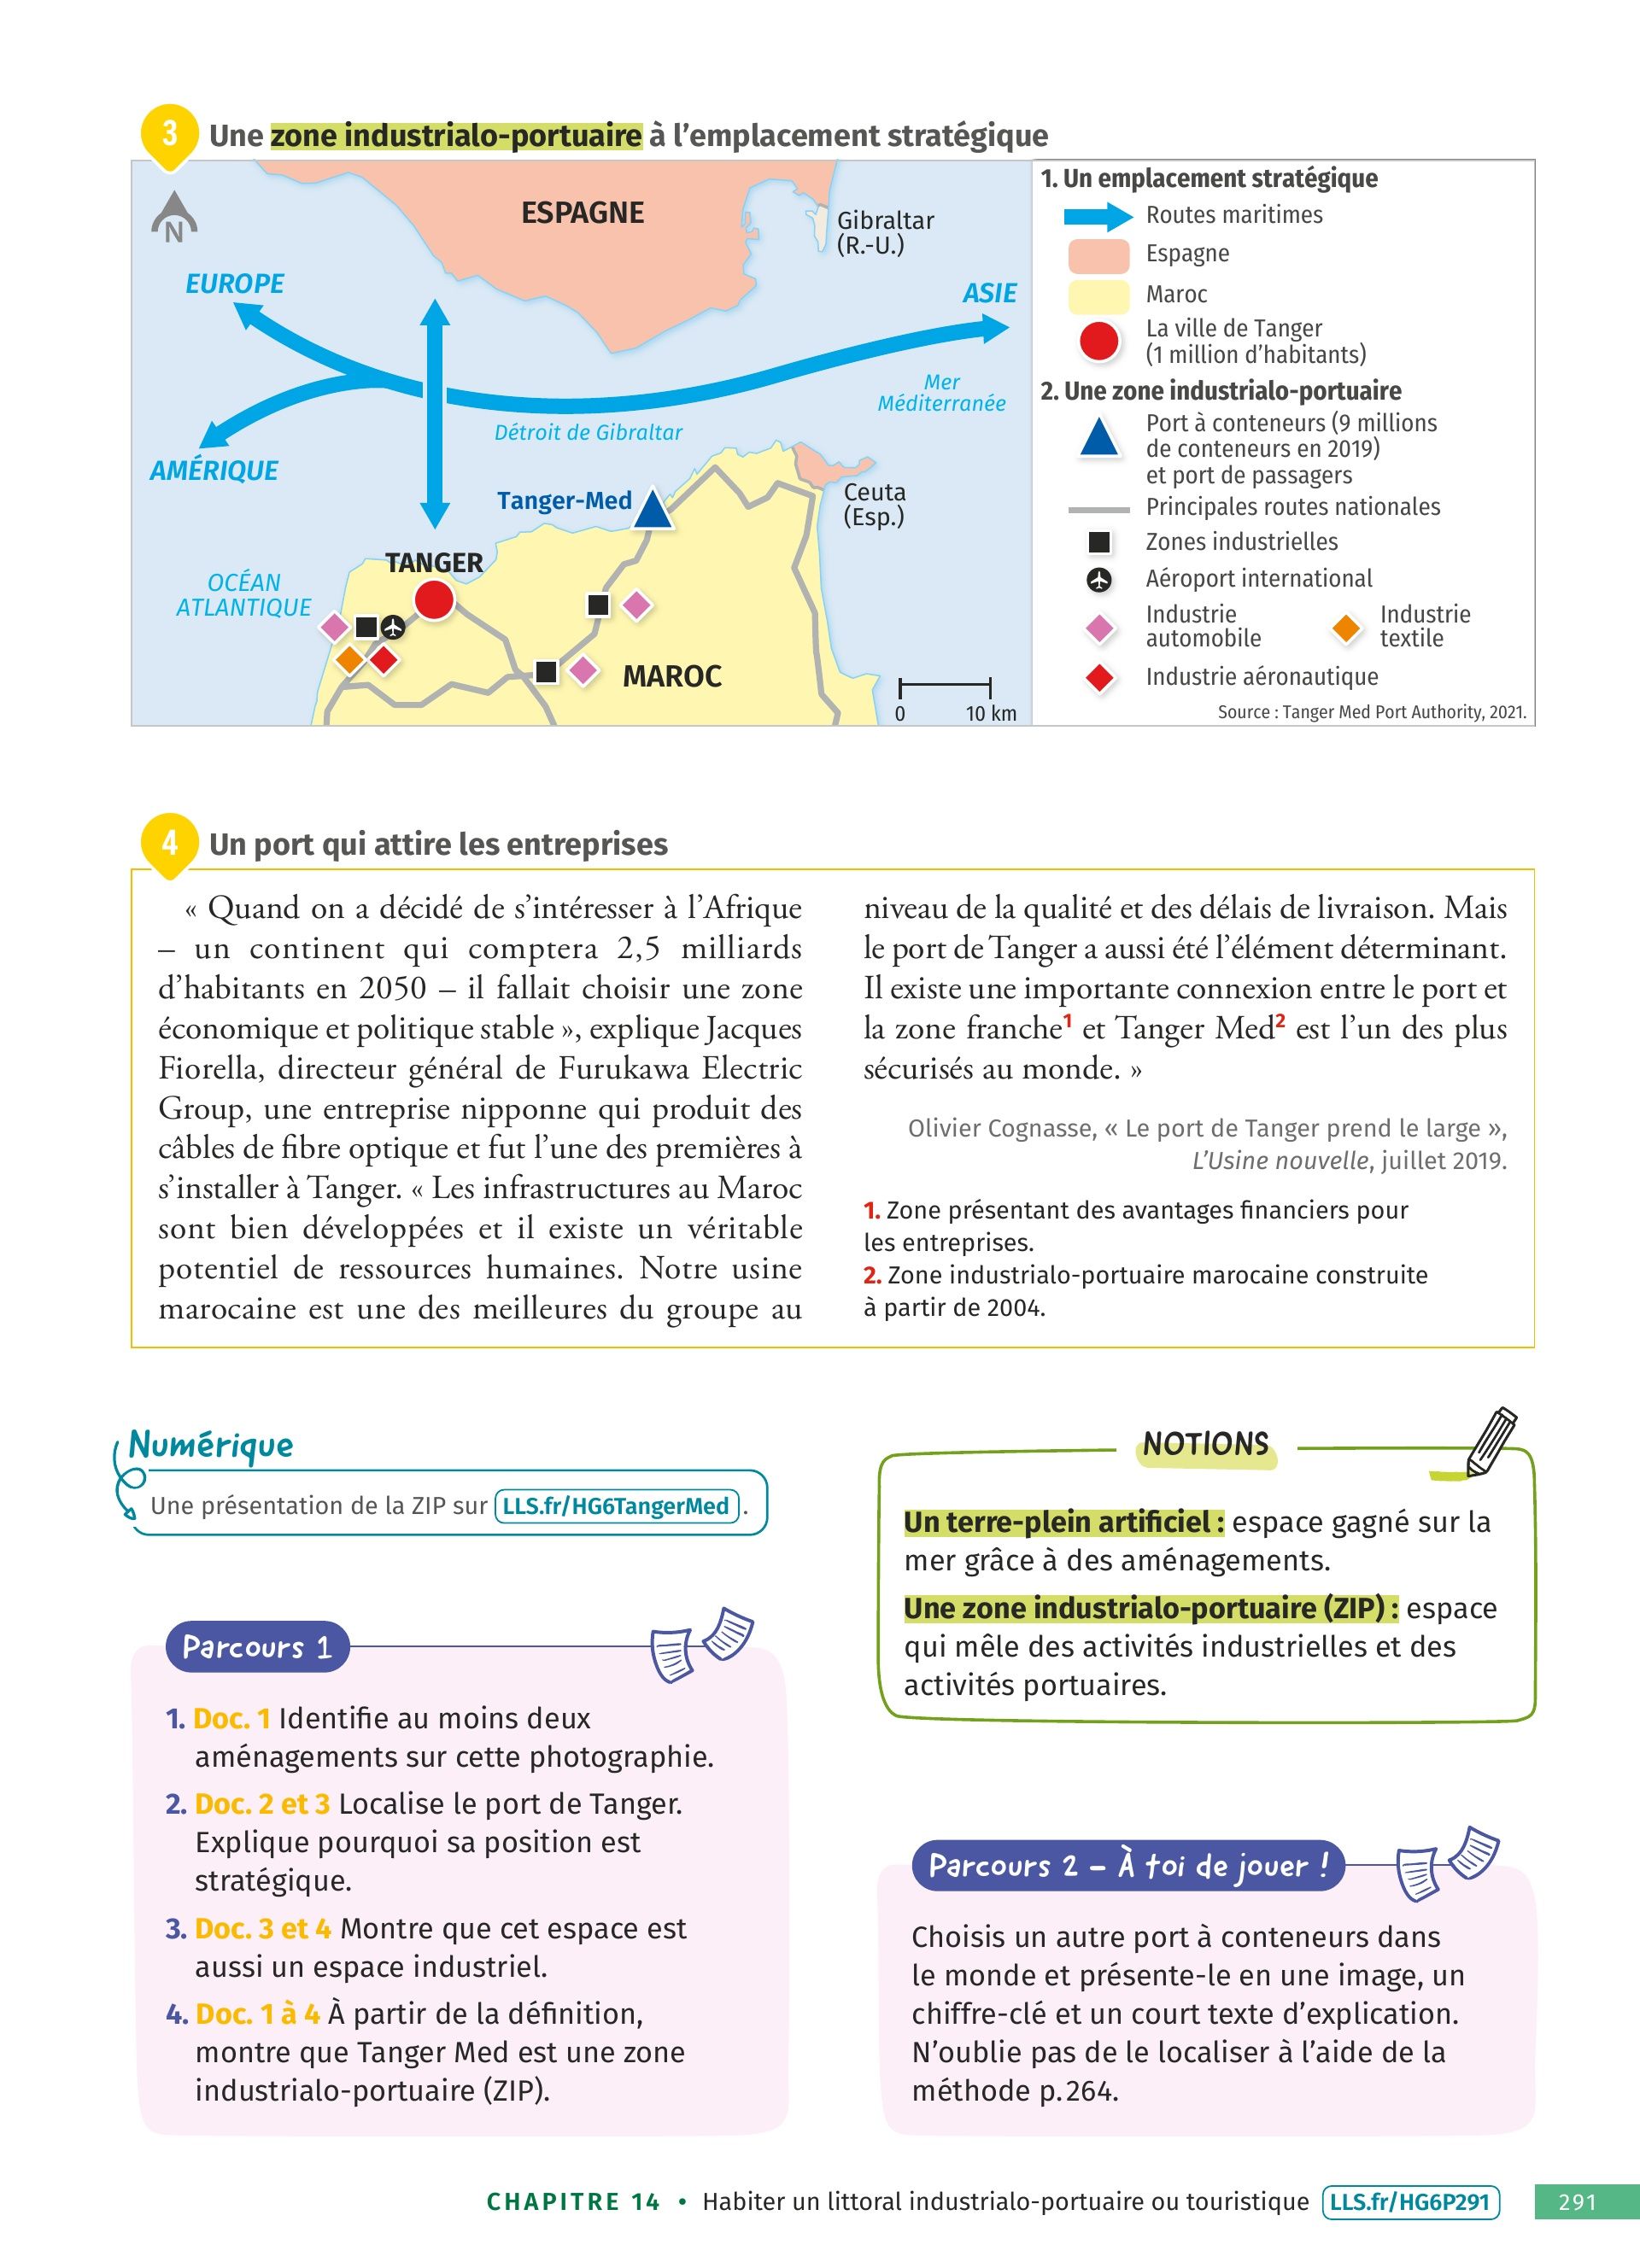 3
Une zone industrialo-portuaire à l'emplacement stratégique
N
ESPAGNE
Gibraltar
(R.-U.)
EUROPE
ASIE
Mer
Méditerranée
Détroit de Gibraltar
AMÉRIQUE
Tanger-Med
Ceuta
(Esp.)
TANGER
OCÉAN
ATLANTIQUE
MAROC
0 10 km
1. Un emplacement stratégique
Routes maritimes
Espagne
Maroc
La ville de Tanger
(1 million d'habitants)
2. Une zone industrialo-portuaire
Port à conteneurs (9 millions
de conteneurs en 2019)
et port de passagers
Principales routes nationales
Zones industrielles
Aéroport international
Industrie
automobile
Industrie
textile
Industrie aéronautique
Source : Tanger Med Port Authority, 2021.
4
Un port qui attire les entreprises
« Quand on a décidé de s'intéresser à l'Afrique
– un continent qui comptera 2,5 milliards
d'habitants en 2050 – il fallait choisir une zone
économique et politique stable », explique Jacques
Fiorella, directeur général de Furukawa Electric
Group, une entreprise nipponne qui produit des
câbles de fibre optique et fut l'une des premières à
s'installer à Tanger. « Les infrastructures au Maroc
sont bien développées et il existe un véritable
potentiel de ressources humaines. Notre usine
marocaine est une des meilleures du groupe au
niveau de la qualité et des délais de livraison. Mais
le port de Tanger a aussi été l'élément déterminant.
Il existe une importante connexion entre le port et
la zone franche1 et Tanger Med2 est l'un des plus
sécurisés au monde. »
Olivier Cognasse, « Le port de Tanger prend le large »,
L'Usine nouvelle, juillet 2019.
1. Zone présentant des avantages financiers pour
les entreprises.
2. Zone industrialo-portuaire marocaine construite
à partir de 2004.
Numérique
Une présentation de la ZIP sur LLS.fr/HG6TangerMed .
Parcours 1
1. Doc. 1 Identifie au moins deux
aménagements sur cette photographie.
2. Doc. 2 et 3 Localise le port de Tanger.
Explique pourquoi sa position est
stratégique.
3. Doc. 3 et 4 Montre que cet espace est
aussi un espace industriel.
4. Doc. 1 à 4 À partir de la définition,
montre que Tanger Med est une zone
industrialo-portuaire (ZIP).
NOTIONS
Un terre-plein artificiel : espace gagné sur la
mer grâce à des aménagements.
Une zone industrialo-portuaire (ZIP) : espace
qui mêle des activités industrielles et des
activités portuaires.
Parcours 2 – À toi de jouer !
Choisis un autre port à conteneurs dans
le monde et présente-le en une image, un
chiffre-clé et un court texte d'explication.
N'oublie pas de le localiser à l'aide de la
méthode p. 264.
CHAPITRE 14 • Habiter un littoral industrialo-portuaire ou touristique LLS.fr/HG6P291 291